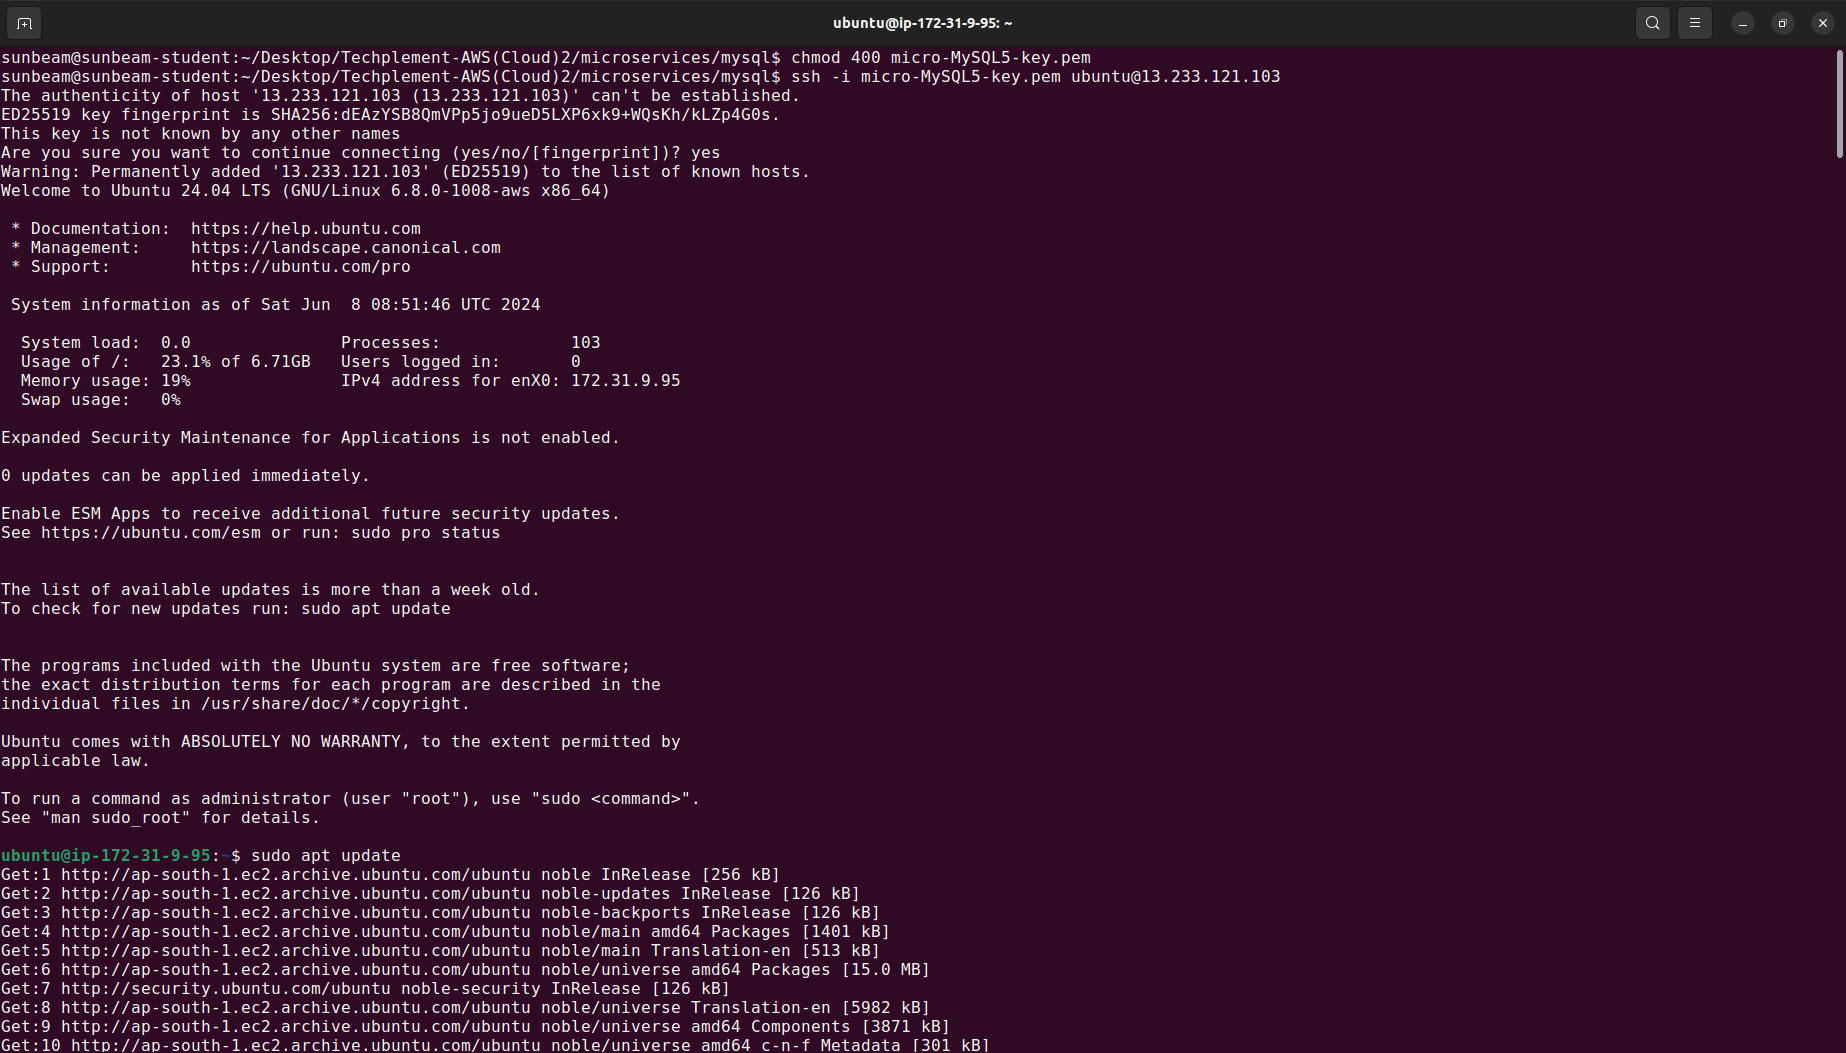 ubuntu@ip-172-31-9-95: ~
sunbeam@sunbeam-student:~/Desktop/Techplement-AWS(Cloud)2/microservices/mysql$ chmod 400 micro-MySQL5-key.pem
sunbeam@sunbeam-student:~/Desktop/Techplement-AWS(Cloud)2/microservices/mysql$ ssh -i micro-MySQL5-key.pem ubuntu@13.233.121.103
The authenticity of host '13.233.121.103 (13.233.121.103)' can't be established.
ED25519 key fingerprint is SHA256:dEAzYSB8QmVPp5jo9ueD5LXP6xk9+WQsKh/kLZp4G0s.
This key is not known by any other names
Are you sure you want to continue connecting (yes/no/[fingerprint])? yes
Warning: Permanently added '13.233.121.103' (ED25519) to the list of known hosts.
Welcome to Ubuntu 24.04 LTS (GNU/Linux 6.8.0-1008-aws x86_64)

 * Documentation:  https://help.ubuntu.com
 * Management:     https://landscape.canonical.com
 * Support:        https://ubuntu.com/pro

 System information as of Sat Jun  8 08:51:46 UTC 2024

  System load:  0.0               Processes:             103
  Usage of /:   23.1% of 6.71GB   Users logged in:       0
  Memory usage: 19%               IPv4 address for enX0: 172.31.9.95
  Swap usage:   0%

Expanded Security Maintenance for Applications is not enabled.

0 updates can be applied immediately.

Enable ESM Apps to receive additional future security updates.
See https://ubuntu.com/esm or run: sudo pro status


The list of available updates is more than a week old.
To check for new updates run: sudo apt update


The programs included with the Ubuntu system are free software;
the exact distribution terms for each program are described in the
individual files in /usr/share/doc/*/copyright.

Ubuntu comes with ABSOLUTELY NO WARRANTY, to the extent permitted by
applicable law.

To run a command as administrator (user "root"), use "sudo <command>".
See "man sudo_root" for details.

ubuntu@ip-172-31-9-95:~$ sudo apt update
Get:1 http://ap-south-1.ec2.archive.ubuntu.com/ubuntu noble InRelease [256 kB]
Get:2 http://ap-south-1.ec2.archive.ubuntu.com/ubuntu noble-updates InRelease [126 kB]
Get:3 http://ap-south-1.ec2.archive.ubuntu.com/ubuntu noble-backports InRelease [126 kB]
Get:4 http://ap-south-1.ec2.archive.ubuntu.com/ubuntu noble/main amd64 Packages [1401 kB]
Get:5 http://ap-south-1.ec2.archive.ubuntu.com/ubuntu noble/main Translation-en [513 kB]
Get:6 http://ap-south-1.ec2.archive.ubuntu.com/ubuntu noble/universe amd64 Packages [15.0 MB]
Get:7 http://security.ubuntu.com/ubuntu noble-security InRelease [126 kB]
Get:8 http://ap-south-1.ec2.archive.ubuntu.com/ubuntu noble/universe Translation-en [5982 kB]
Get:9 http://ap-south-1.ec2.archive.ubuntu.com/ubuntu noble/universe amd64 Components [3871 kB]
Get:10 http://ap-south-1.ec2.archive.ubuntu.com/ubuntu noble/universe amd64 c-n-f Metadata [301 kB]